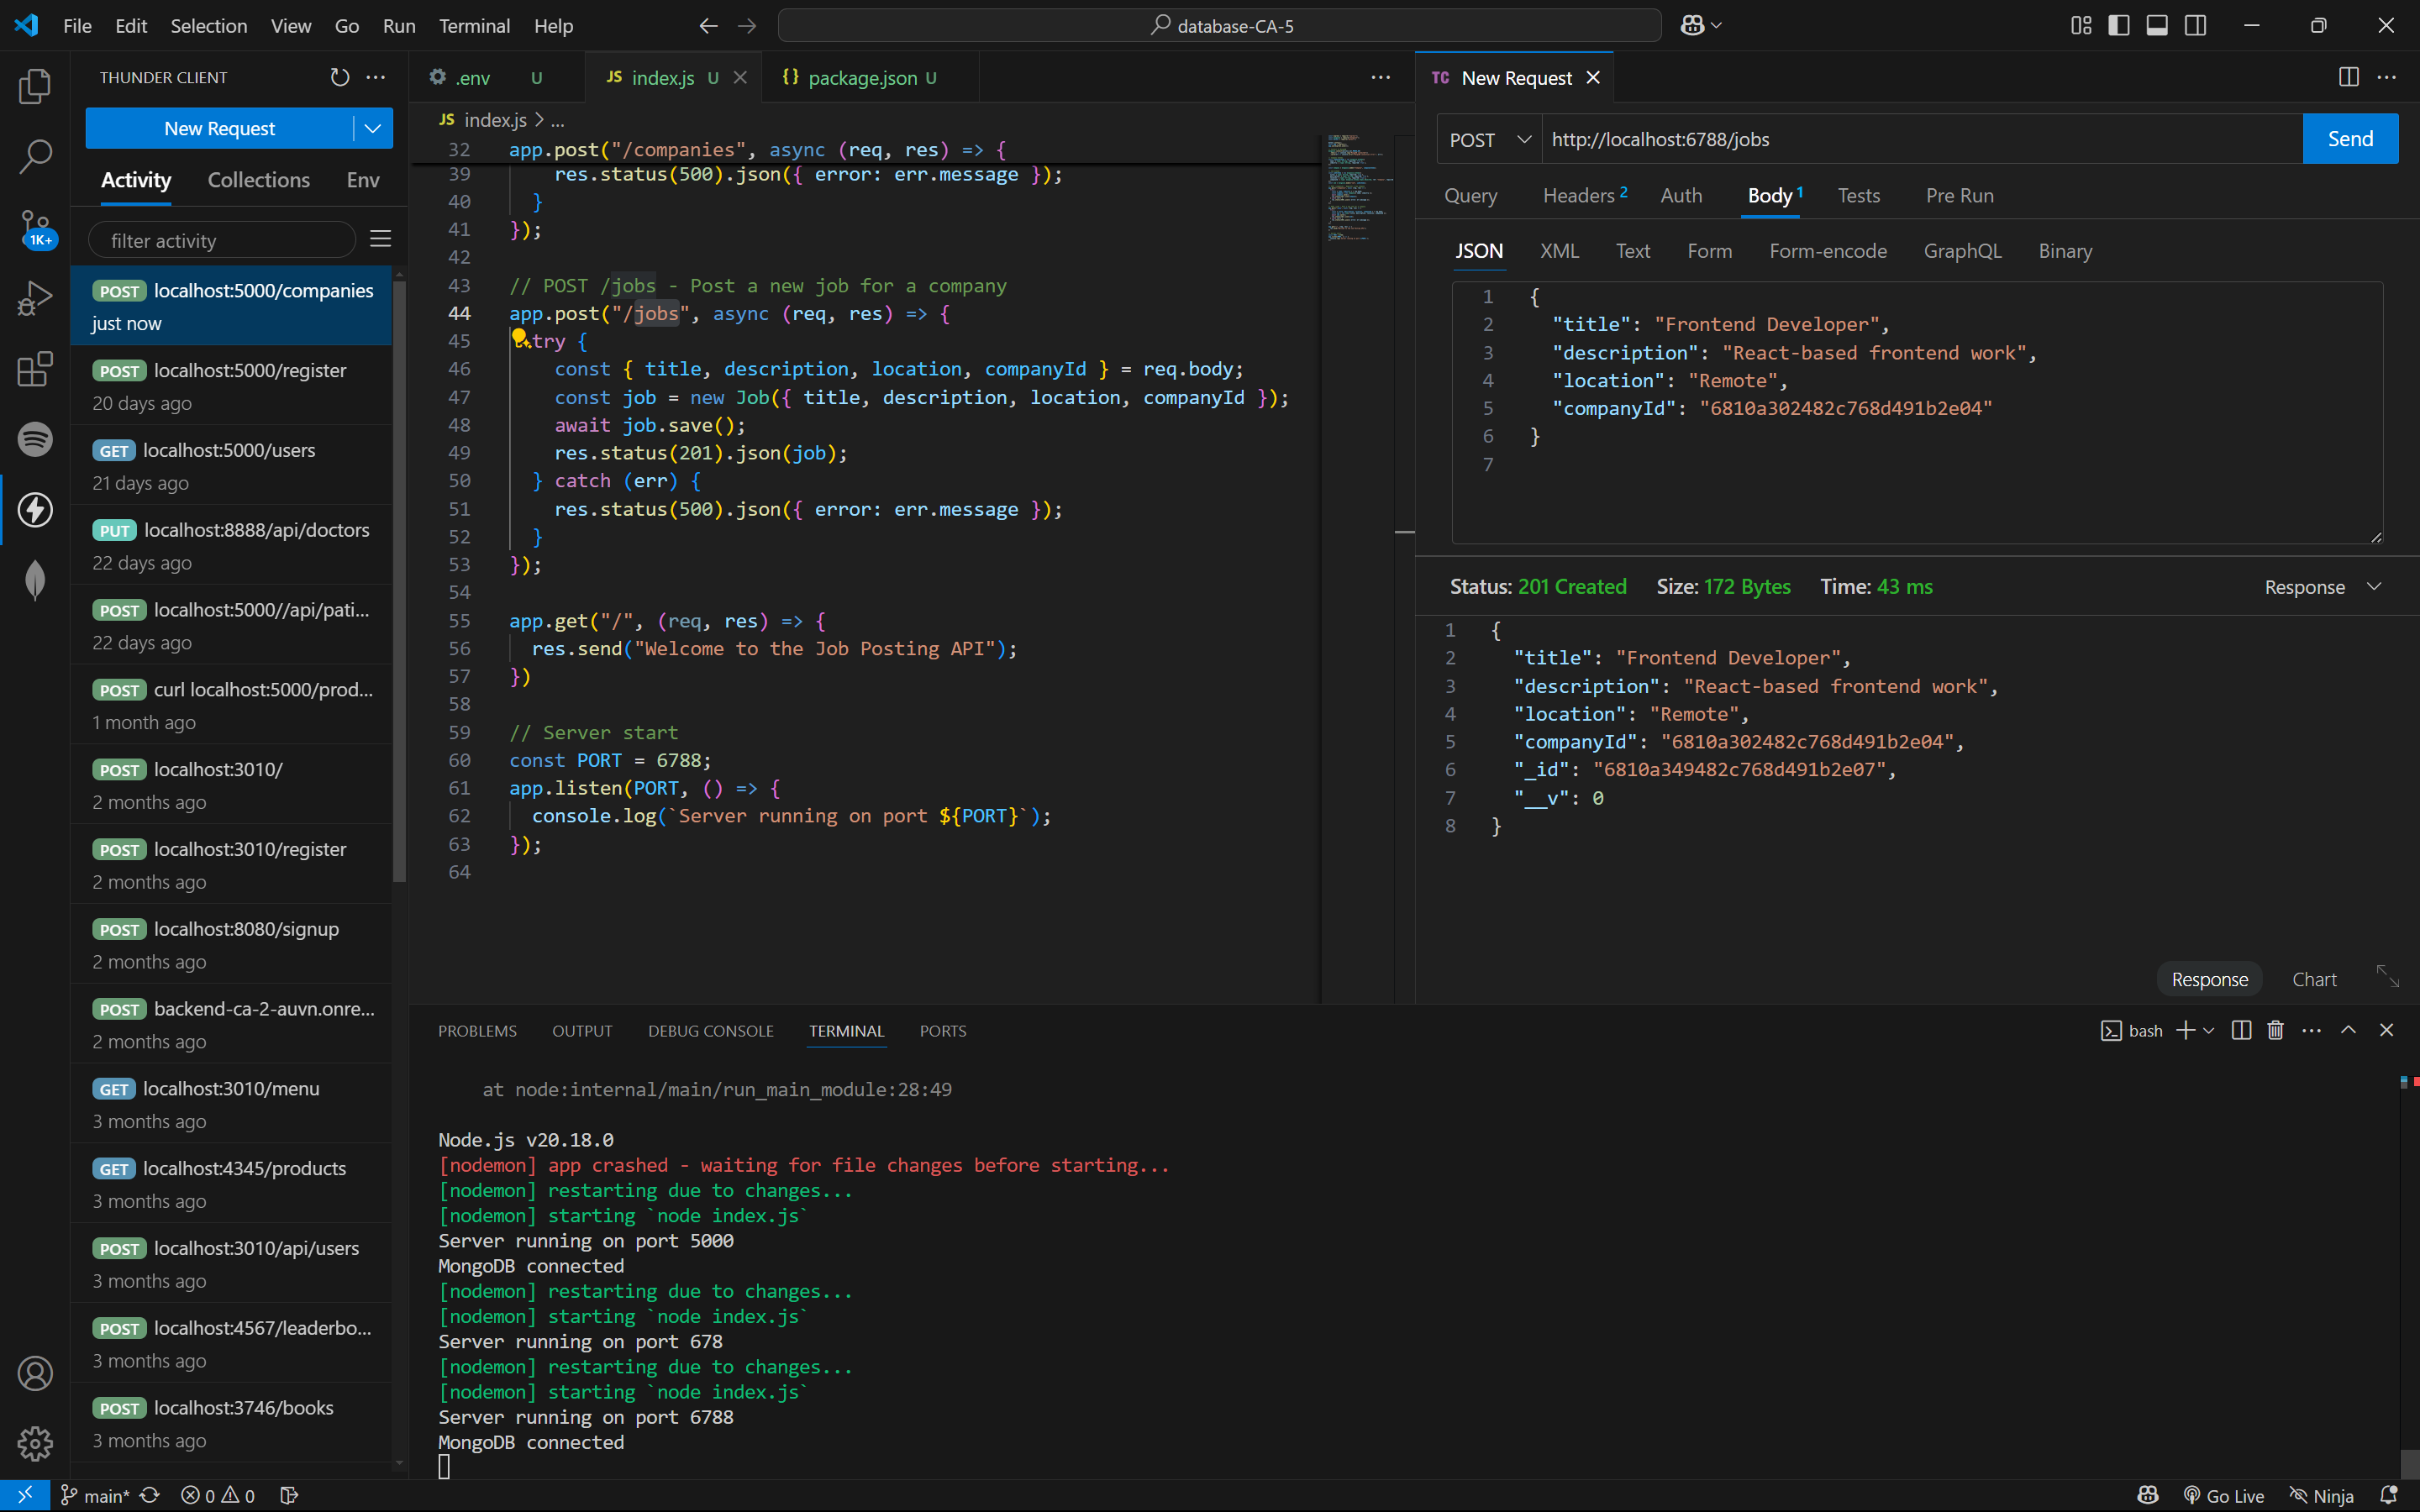 File Edit Selection View Go Run Terminal Help
database-CA-5
THUNDER CLIENT
New Request
Activity Collections Env
filter activity
1K+
POST localhost:5000/companies
just now
POST localhost:5000/register
20 days ago
GET localhost:5000/users
21 days ago
PUT localhost:8888/api/doctors
22 days ago
POST localhost:5000//api/pati...
22 days ago
POST curl localhost:5000/prod...
1 month ago
POST localhost:3010/
2 months ago
POST localhost:3010/register
2 months ago
POST localhost:8080/signup
2 months ago
POST backend-ca-2-auvn.onre...
2 months ago
GET localhost:3010/menu
3 months ago
GET localhost:4345/products
3 months ago
POST localhost:3010/api/users
3 months ago
POST localhost:4567/leaderbo...
3 months ago
POST localhost:3746/books
3 months ago
.env U
JS index.js U
{} package.json U
JS index.js > ...
32 app.post("/companies", async (req, res) => {
39 res.status(500).json({ error: err.message });
40 }
41 });
42
43 // POST /jobs - Post a new job for a company
44 app.post("/jobs", async (req, res) => {
45 try {
46 const { title, description, location, companyId } = req.body;
47 const job = new Job({ title, description, location, companyId });
48 await job.save();
49 res.status(201).json(job);
50 } catch (err) {
51 res.status(500).json({ error: err.message });
52 }
53 });
54
55 app.get("/", (req, res) => {
56 res.send("Welcome to the Job Posting API");
57 })
58
59 // Server start
60 const PORT = 6788;
61 app.listen(PORT, () => {
62 console.log(`Server running on port ${PORT}`);
63 });
64
TC New Request
POST http://localhost:6788/jobs Send
Query Headers 2 Auth Body 1 Tests Pre Run
JSON XML Text Form Form-encode GraphQL Binary
1 {
2 "title": "Frontend Developer",
3 "description": "React-based frontend work",
4 "location": "Remote",
5 "companyId": "6810a302482c768d491b2e04"
6 }
7
Status: 201 Created Size: 172 Bytes Time: 43 ms Response
1 {
2 "title": "Frontend Developer",
3 "description": "React-based frontend work",
4 "location": "Remote",
5 "companyId": "6810a302482c768d491b2e04",
6 "_id": "6810a349482c768d491b2e07",
7 "__v": 0
8 }
Response Chart
PROBLEMS OUTPUT DEBUG CONSOLE TERMINAL PORTS
bash
at node:internal/main/run_main_module:28:49
Node.js v20.18.0
[nodemon] app crashed - waiting for file changes before starting...
[nodemon] restarting due to changes...
[nodemon] starting `node index.js`
Server running on port 5000
MongoDB connected
[nodemon] restarting due to changes...
[nodemon] starting `node index.js`
Server running on port 678
[nodemon] restarting due to changes...
[nodemon] starting `node index.js`
Server running on port 6788
MongoDB connected
main* 0 0
Go Live Ninja